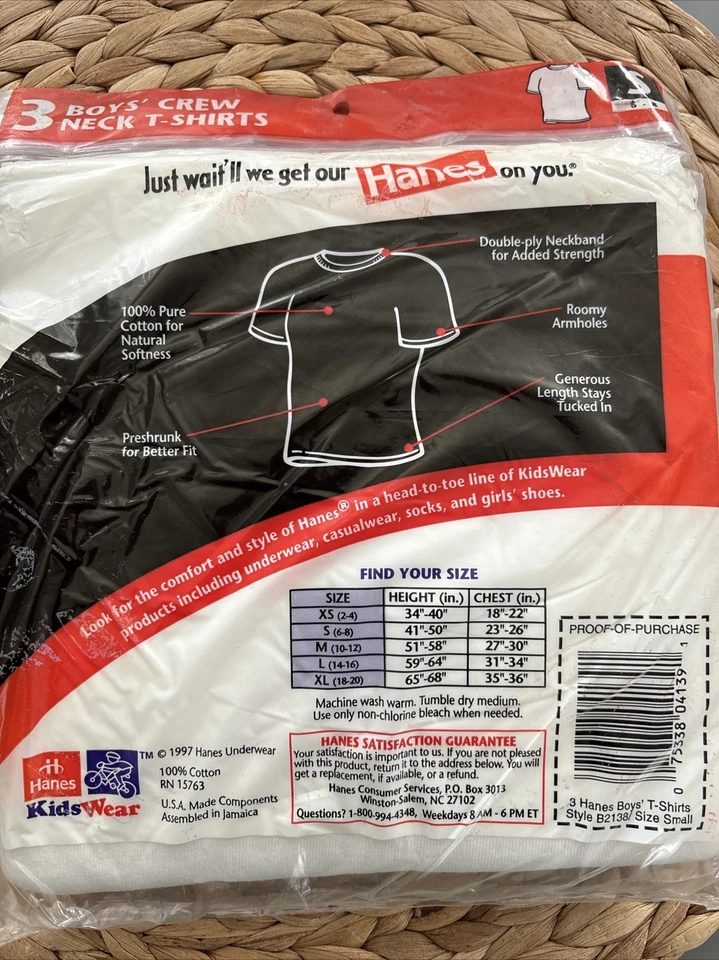 3 BOYS' CREW
NECK T-SHIRTS
S
Just wait'll we get our Hanes on you.®
Double-ply Neckband
for Added Strength
100% Pure
Cotton for
Natural
Softness
Roomy
Armholes
Generous
Length Stays
Tucked In
Preshrunk
for Better Fit
Look for the comfort and style of Hanes® in a head-to-toe line of KidsWear
products including underwear, casualwear, socks, and girls' shoes.
FIND YOUR SIZE
SIZE HEIGHT (in.) CHEST (in.)
XS (2-4) 34"-40" 18"-22"
S (6-8) 41"-50" 23"-26"
M (10-12) 51"-58" 27"-30"
L (14-16) 59"-64" 31"-34"
XL (18-20) 65"-68" 35"-36"
Machine wash warm. Tumble dry medium.
Use only non-chlorine bleach when needed.
HANES SATISFACTION GUARANTEE
Your satisfaction is important to us. If you are not pleased
with this product, return it to the address below. You will
get a replacement, if available, or a refund.
Hanes Consumer Services, P.O. Box 3013
Winston-Salem, NC 27102
Questions? 1-800-994-4348, Weekdays 8 AM - 6 PM ET
PROOF-OF-PURCHASE
0 75338 04139 1
3 Hanes Boys' T-Shirts
Style B2138/ Size Small
H
Hanes
KidsWear
TM © 1997 Hanes Underwear
100% Cotton
RN 15763
U.S.A. Made Components
Assembled in Jamaica